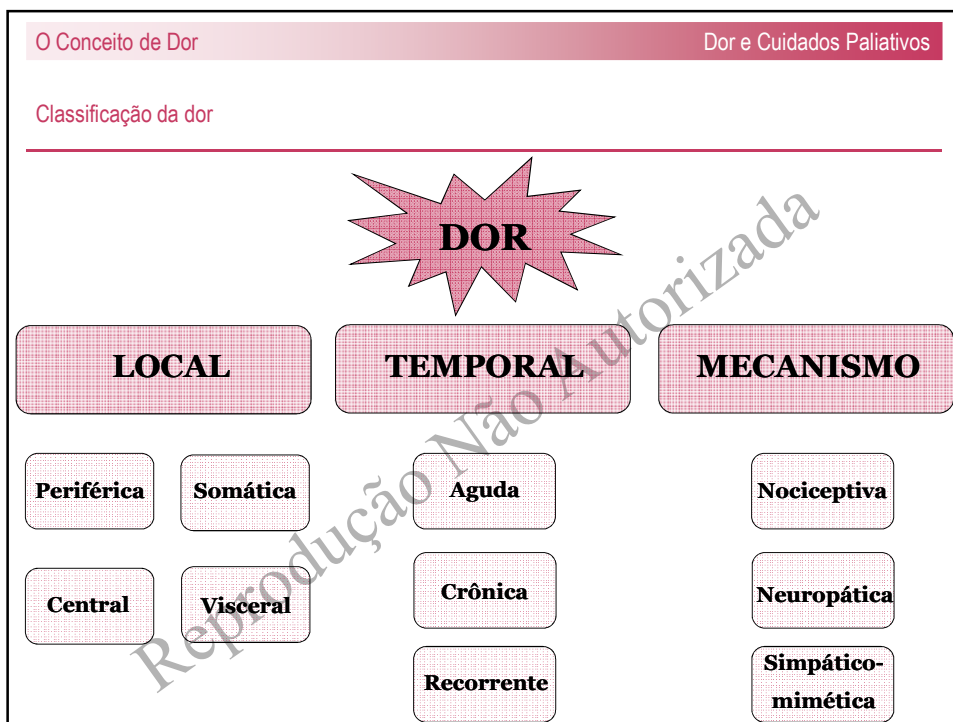 O Conceito de Dor
Dor e Cuidados Paliativos
Classificação da dor
DOR
LOCAL
TEMPORAL
MECANISMO
Periférica
Somática
Aguda
Nociceptiva
Central
Visceral
Crônica
Neuropática
Recorrente
Simpático-
mimética
Reprodução Não Autorizada